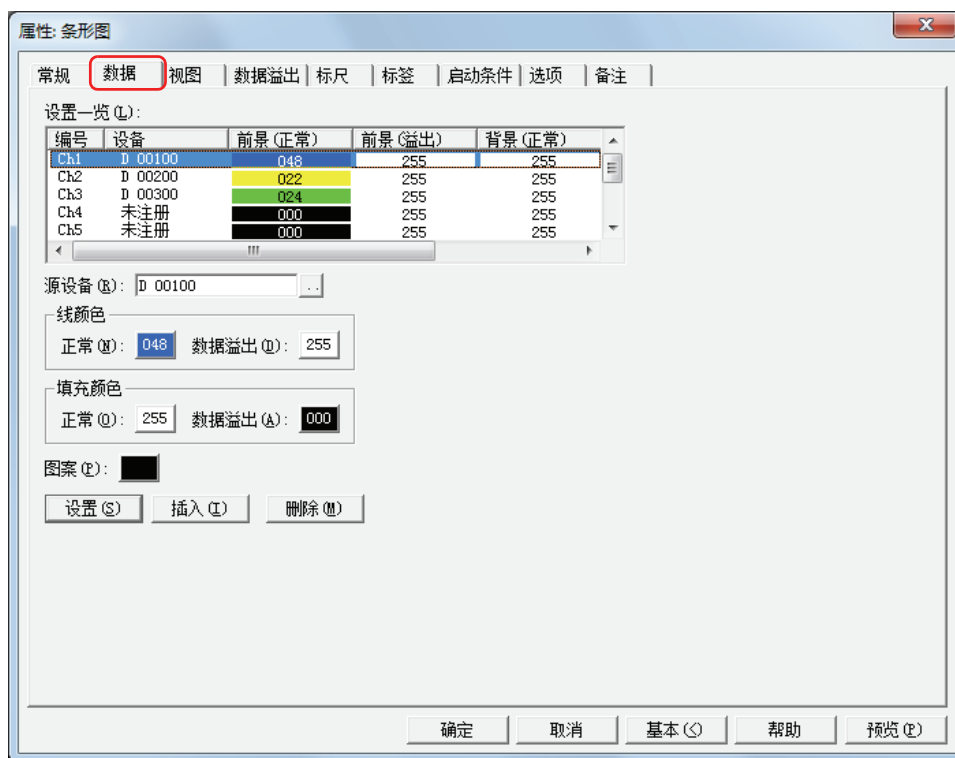 属性: 条形图
常规 数据 视图 数据溢出 标尺 标签 启动条件 选项 备注
设置一览(L):
编号 设备 前景(正常) 前景(溢出) 背景(正常)
Ch1 D 00100 048 255 255
Ch2 D 00200 022 255 255
Ch3 D 00300 024 255 255
Ch4 未注册 000 255 255
Ch5 未注册 000 255 255
源设备(R): D 00100 ..
线颜色
正常(N): 048 数据溢出(D): 255
填充颜色
正常(O): 255 数据溢出(A): 000
图案(P):
设置(S) 插入(I) 删除(M)
确定 取消 基本(<) 帮助 预览(P)